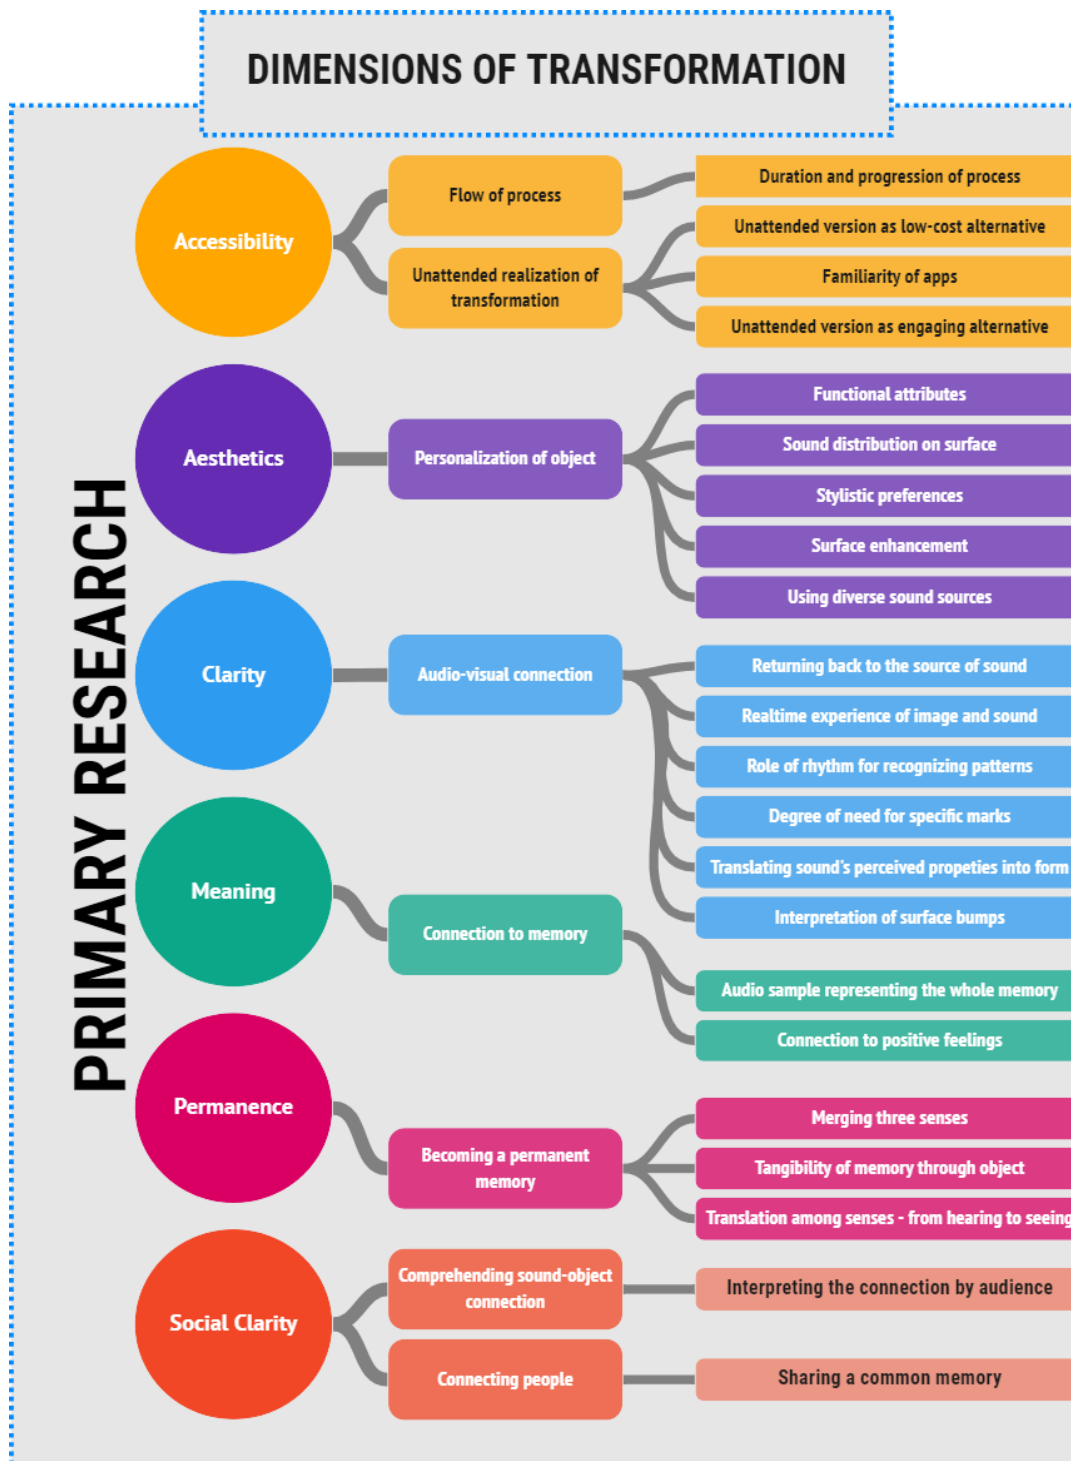 DIMENSIONS OF TRANSFORMATION
PRIMARY RESEARCH
Accessibility
Flow of process
Duration and progression of process
Unattended realization of
transformation
Unattended version as low-cost alternative
Familiarity of apps
Unattended version as engaging alternative
Aesthetics
Personalization of object
Functional attributes
Sound distribution on surface
Stylistic preferences
Surface enhancement
Using diverse sound sources
Clarity
Audio-visual connection
Returning back to the source of sound
Realtime experience of image and sound
Role of rhythm for recognizing patterns
Degree of need for specific marks
Translating sound's perceived propeties into form
Interpretation of surface bumps
Meaning
Connection to memory
Audio sample representing the whole memory
Connection to positive feelings
Permanence
Becoming a permanent
memory
Merging three senses
Tangibility of memory through object
Translation among senses - from hearing to seeing
Social Clarity
Comprehending sound-object
connection
Interpreting the connection by audience
Connecting people
Sharing a common memory